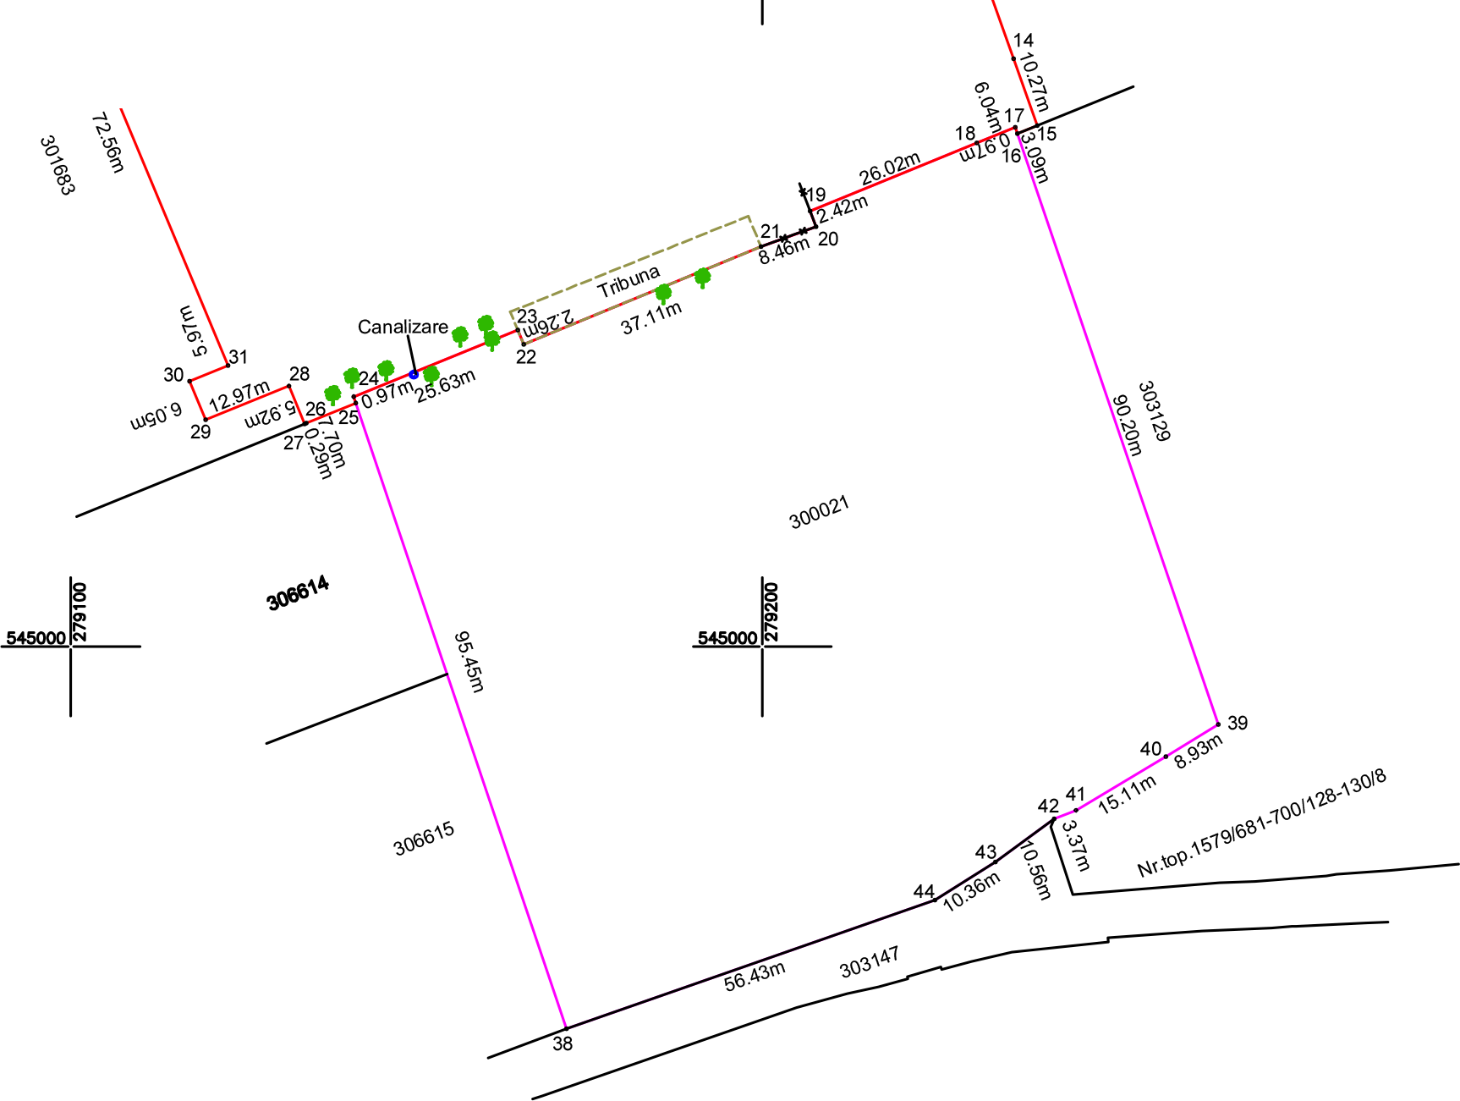 14
10.27m
72.56m
6.04m
17
15
301683
18
0.97m
16
3.09m
26.02m
19
2.42m
21
20
8.46m
Tribuna
5.97m
23
2.26m
37.11m
Canalizare
22
31
30
28
24
0.97m
25.63m
12.97m
6.05m
5.92m
26
25
29
27
7.70m
0.29m
303129
90.20m
300021
306614
279100
545000
279200
545000
95.45m
39
40
8.93m
41
15.11m
42
Nr.top.1579/681-700/128-130/8
3.37m
306615
43
10.56m
44
10.36m
303147
56.43m
38